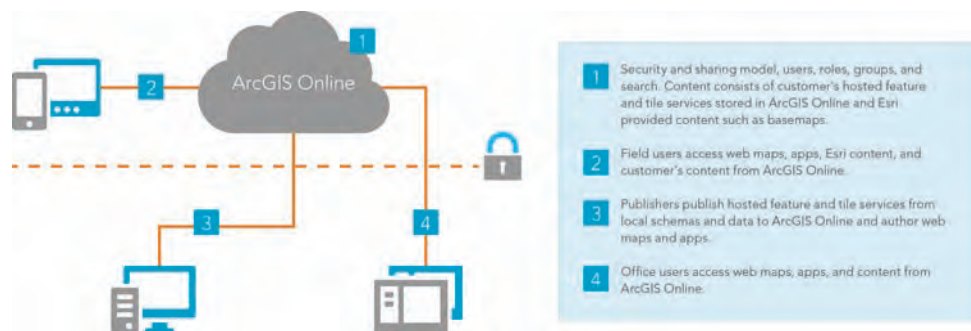 1
ArcGIS Online
2
3
4
1
Security and sharing model, users, roles, groups, and
search. Content consists of customer's hosted feature
and tile services stored in ArcGIS Online and Esri
provided content such as basemaps.
2
Field users access web maps, apps, Esri content, and
customer's content from ArcGIS Online.
3
Publishers publish hosted feature and tile services from
local schemas and data to ArcGIS Online and author web
maps and apps.
4
Office users access web maps, apps, and content from
ArcGIS Online.